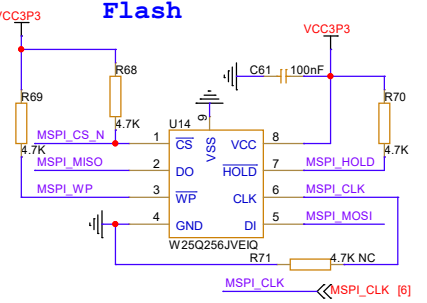 Flash
VCC3P3
VCC3P3
R68
C61
100nF
R69
R70
4.7K
U14
9
MSPI_CS_N
1
CS
VSS
VCC
8
4.7K
4.7K
MSPI_MISO
2
DO
HOLD
7
MSPI_HOLD
MSPI_WP
3
WP
CLK
6
MSPI_CLK
4
GND
DI
5
MSPI_MOSI
W25Q256JVEIQ
R71
4.7K NC
MSPI_CLK
MSPI_CLK [6]